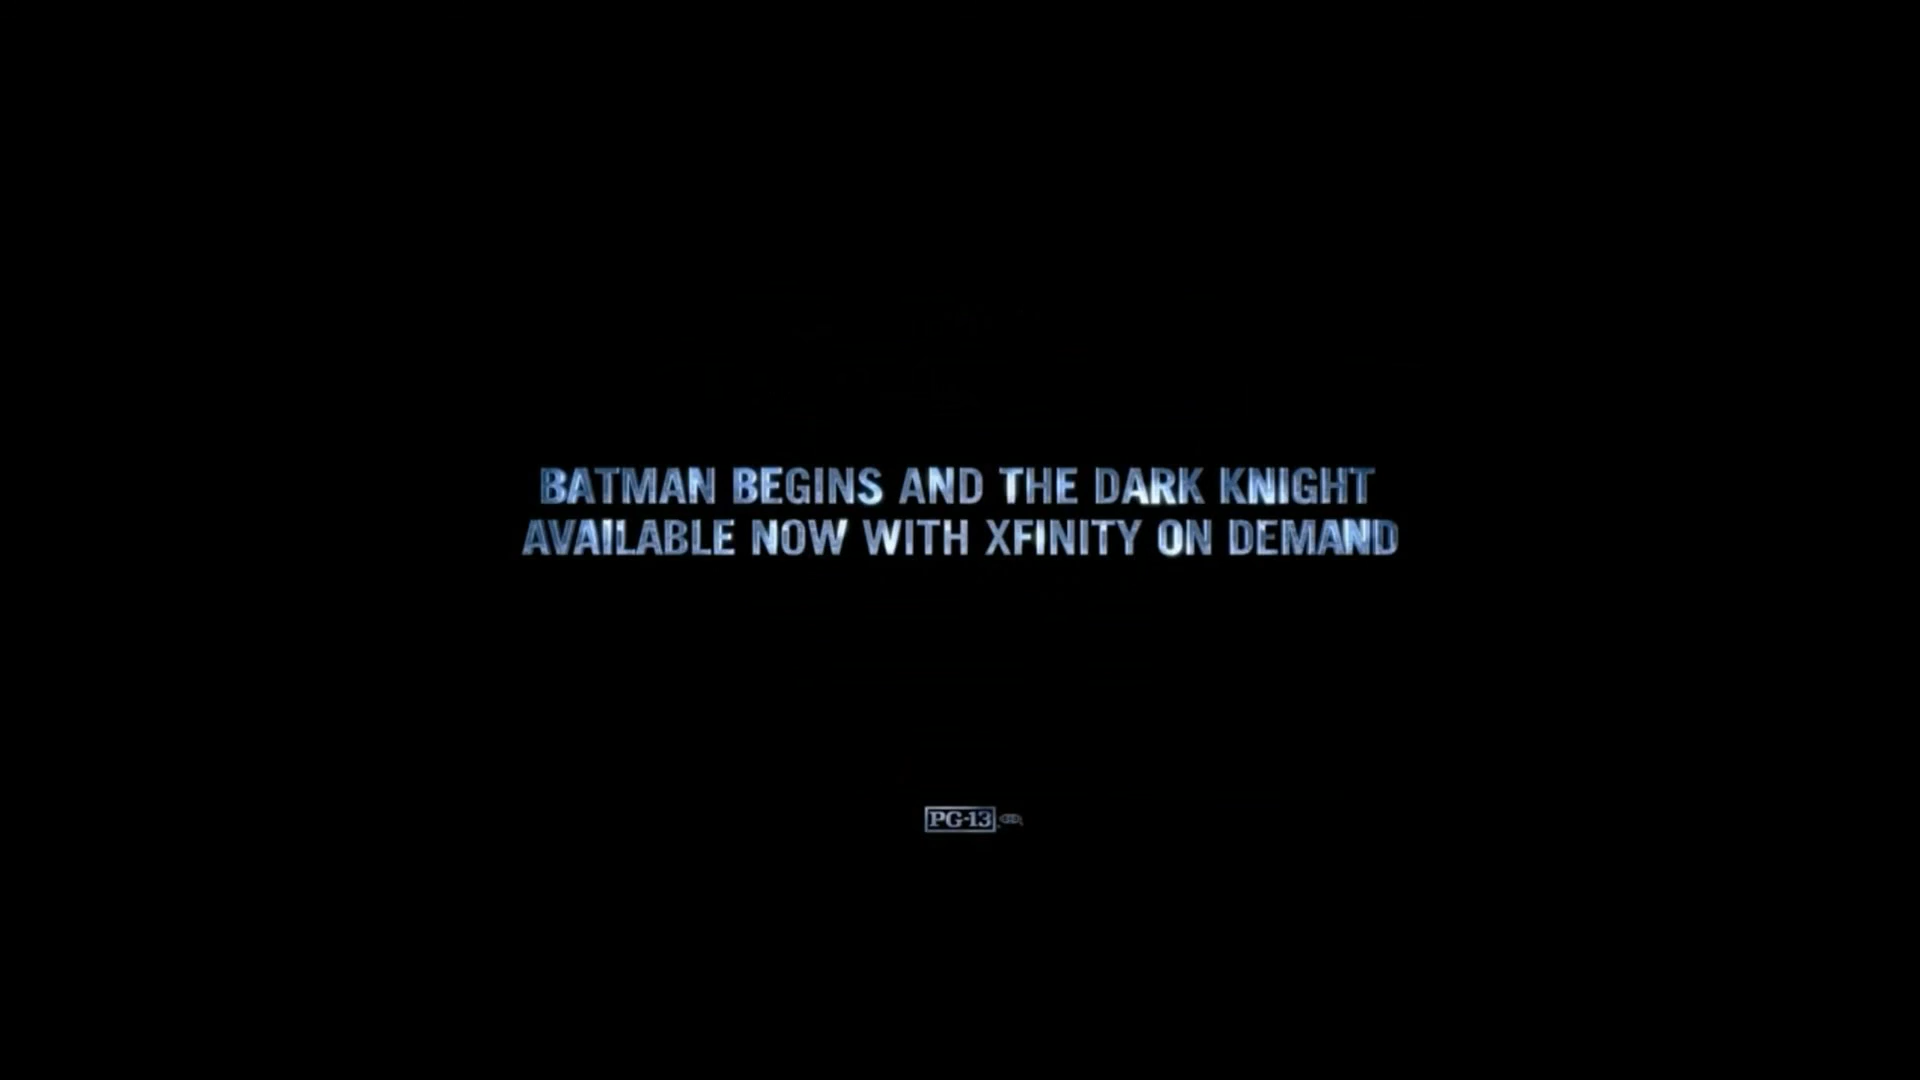 BATMAN BEGINS AND THE DARK KNIGHT
AVAILABLE NOW WITH XFINITY ON DEMAND
PG-13